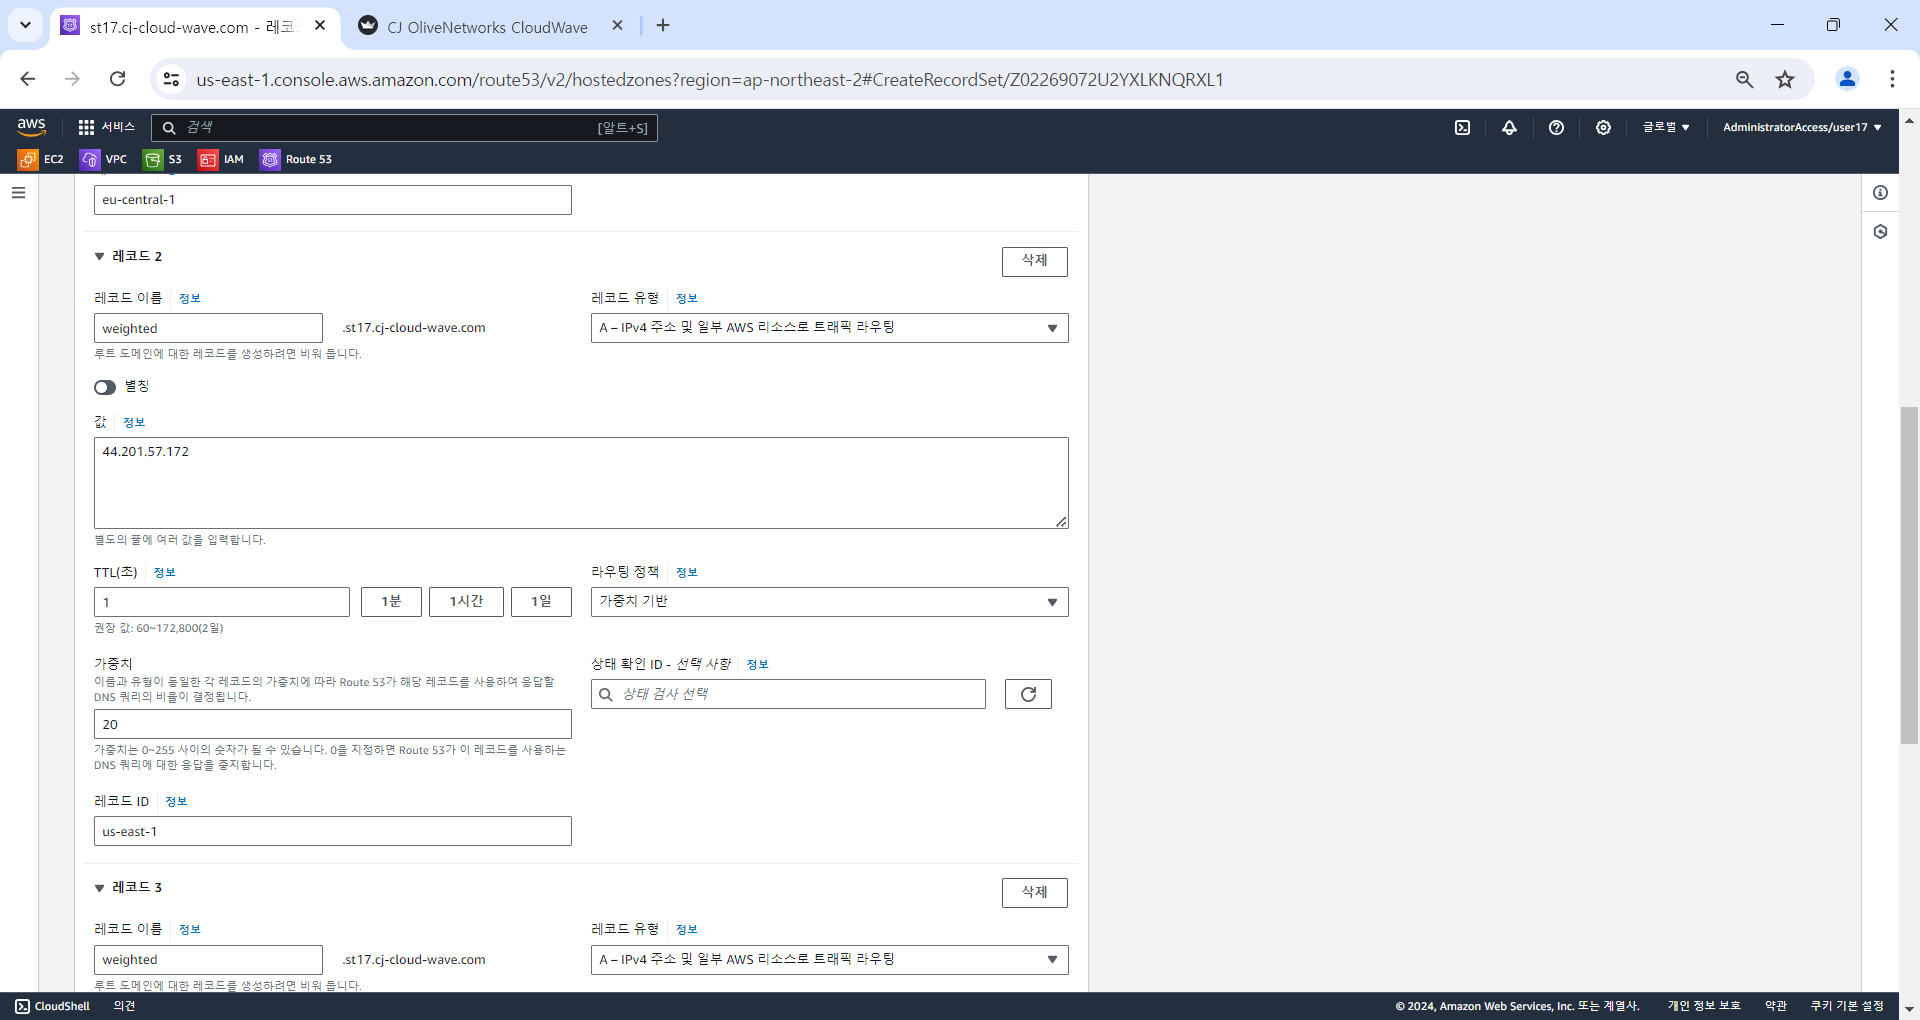 st17.cj-cloud-wave.com - 레코
CJ OliveNetworks CloudWave
us-east-1.console.aws.amazon.com/route53/v2/hostedzones?region=ap-northeast-2#CreateRecordSet/Z02269072U2YXLKNQRXL1
aws
서비스
검색
[알트+S]
글로벌
AdministratorAccess/user17
EC2
VPC
S3
IAM
Route 53
eu-central-1
레코드 2
삭제
레코드 이름
정보
레코드 유형
정보
weighted
.st17.cj-cloud-wave.com
A – IPv4 주소 및 일부 AWS 리소스로 트래픽 라우팅
루트 도메인에 대한 레코드를 생성하려면 비워 둡니다.
별칭
값
정보
44.201.57.172
별도의 줄에 여러 값을 입력합니다.
TTL(초)
정보
라우팅 정책
정보
1
1분
1시간
1일
가중치 기반
권장 값: 60~172,800(2일)
가중치
상태 확인 ID - 선택 사항
정보
이름과 유형이 동일한 각 레코드의 가중치에 따라 Route 53가 해당 레코드를 사용하여 응답할
DNS 쿼리의 비율이 결정됩니다.
상태 검사 선택
20
가중치는 0~255 사이의 숫자가 될 수 있습니다. 0을 지정하면 Route 53가 이 레코드를 사용하는
DNS 쿼리에 대한 응답을 중지합니다.
레코드 ID
정보
us-east-1
레코드 3
삭제
레코드 이름
정보
레코드 유형
정보
weighted
.st17.cj-cloud-wave.com
A – IPv4 주소 및 일부 AWS 리소스로 트래픽 라우팅
루트 도메인에 대한 레코드를 생성하려면 비워 둡니다.
CloudShell
의견
© 2024, Amazon Web Services, Inc. 또는 계열사.
개인 정보 보호
약관
쿠키 기본 설정